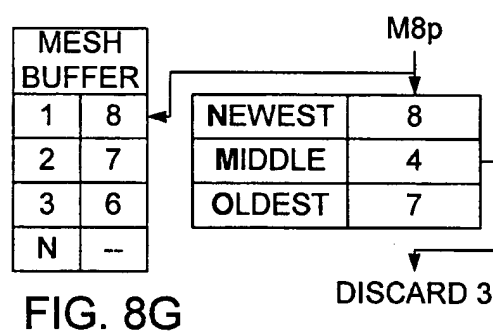 M8p
MESH
BUFFER
1 8
2 7
3 6
N --
NEWEST 8
MIDDLE 4
OLDEST 7
DISCARD 3
FIG. 8G